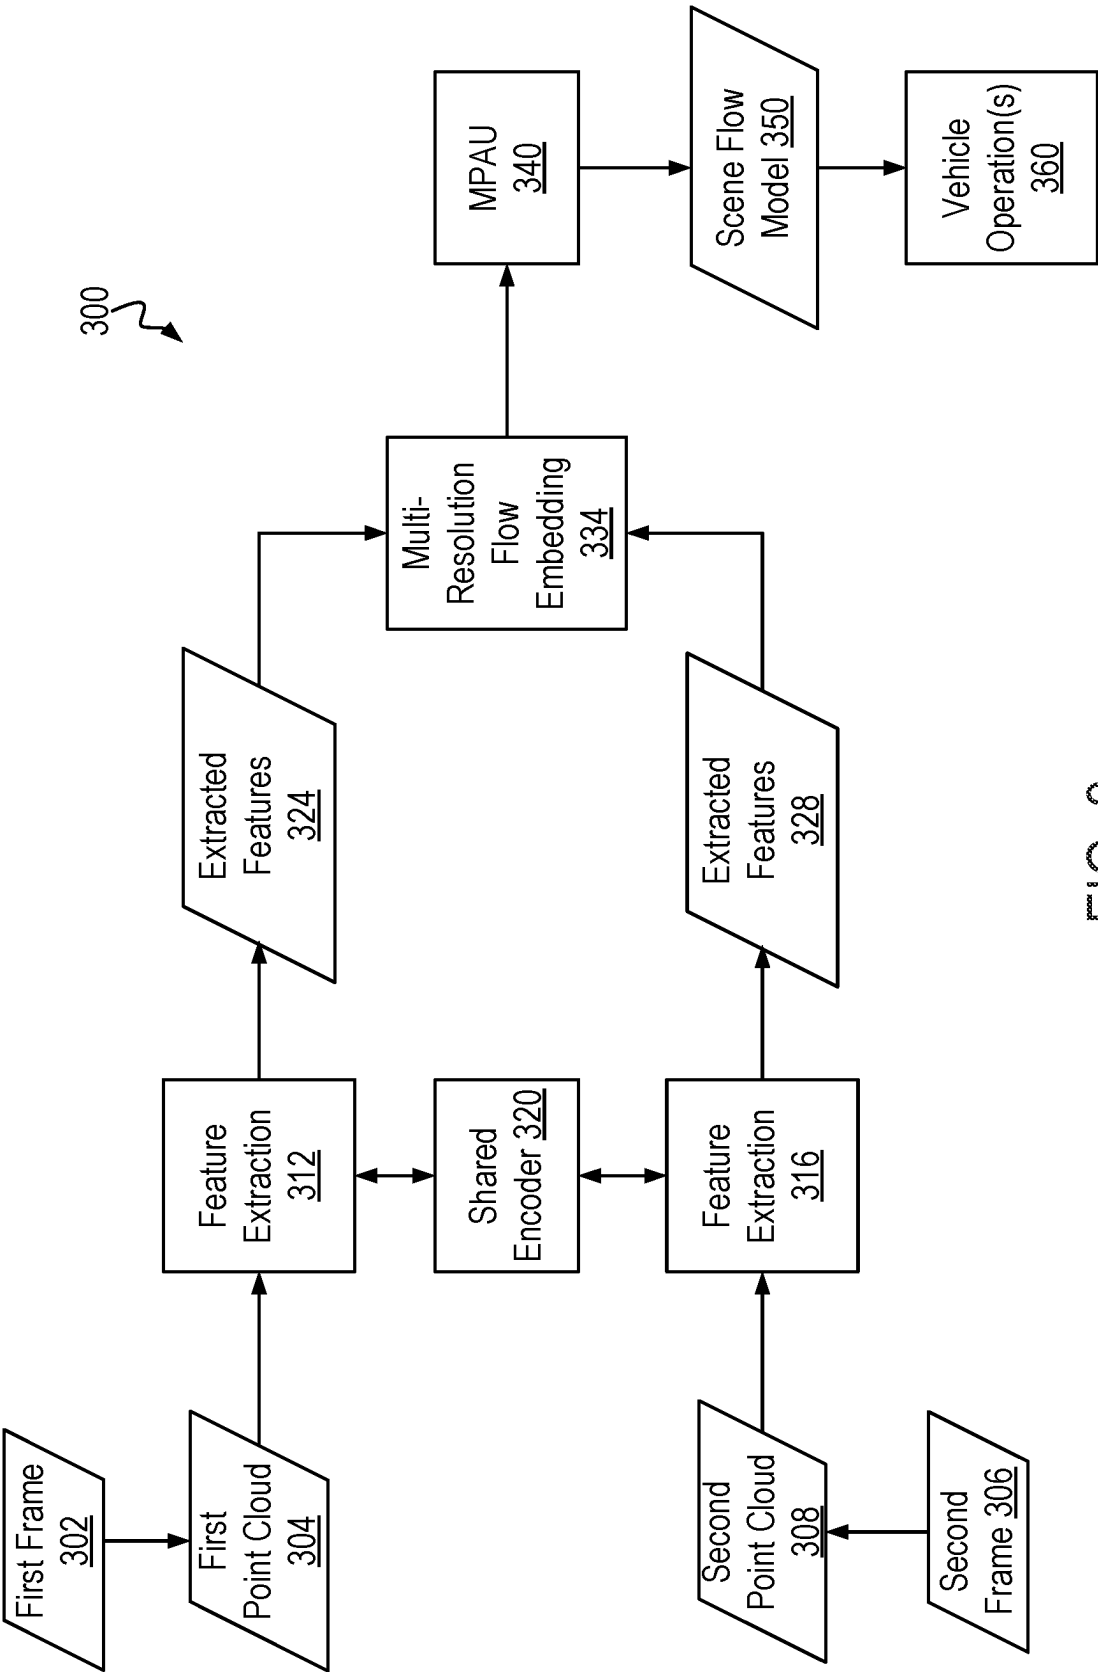 300
First Frame
302
First
Point Cloud
304
Feature
Extraction
312
Extracted
Features
324
Shared
Encoder 320
Multi-
Resolution
Flow
Embedding
334
MPAU
340
Second
Point Cloud
308
Feature
Extraction
316
Extracted
Features
328
Scene Flow
Model 350
Second
Frame 306
Vehicle
Operation(s)
360